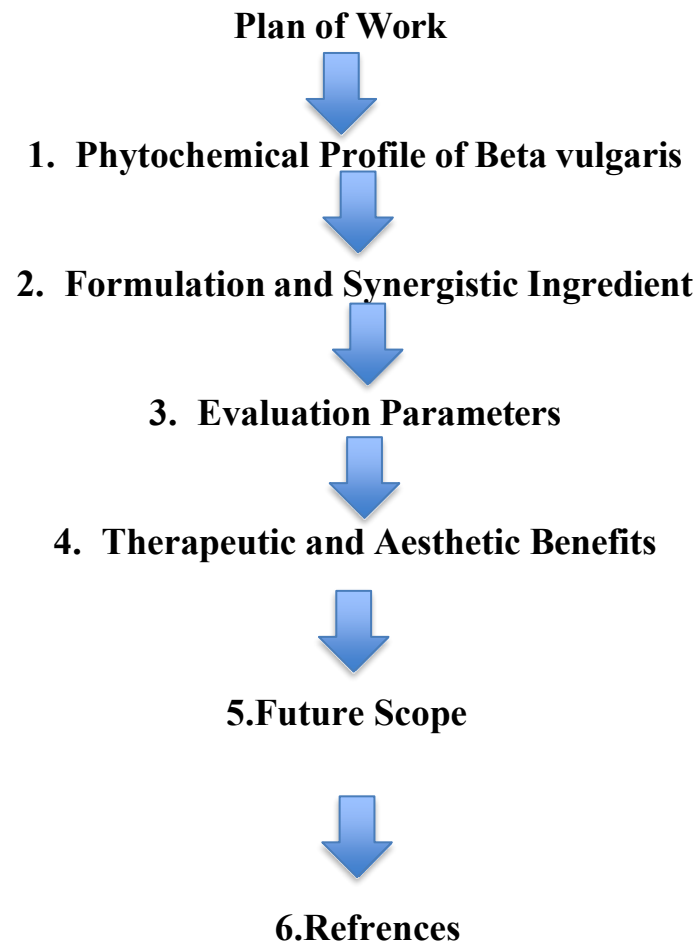 Plan of Work
1. Phytochemical Profile of Beta vulgaris
2. Formulation and Synergistic Ingredient
3. Evaluation Parameters
4. Therapeutic and Aesthetic Benefits
5.Future Scope
6.Refrences